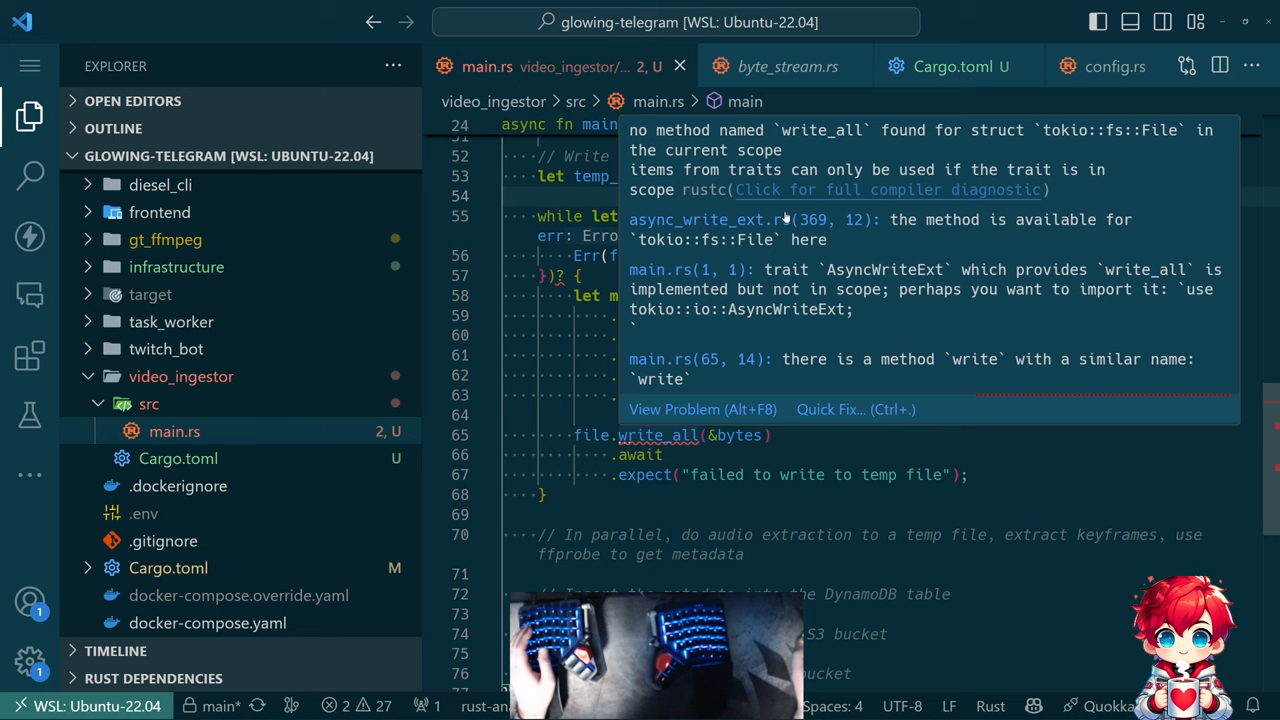 glowing-telegram [WSL: Ubuntu-22.04]
EXPLORER
OPEN EDITORS
OUTLINE
GLOWING-TELEGRAM [WSL: UBUNTU-22.04]
diesel_cli
frontend
gt_ffmpeg
infrastructure
target
task_worker
twitch_bot
video_ingestor
src
main.rs 2, U
Cargo.toml U
.dockerignore
.env
.gitignore
Cargo.toml M
docker-compose.override.yaml
docker-compose.yaml
TIMELINE
RUST DEPENDENCIES
main.rs video_ingestor/... 2, U
byte_stream.rs
Cargo.toml U
config.rs
video_ingestor > src > main.rs > main
24 async fn main
52 // Write
53 let temp_
54
55 while let
err: Erro
56 Err(f
57 })? {
58 let m
59 .
60 .
61 .
62 .
63 .
64
65 file.write_all(&bytes)
66 .await
67 .expect("failed to write to temp file");
68 }
69
70 // In parallel, do audio extraction to a temp file, extract keyframes, use
ffprobe to get metadata
71
72 // Insert the metadata into the DynamoDB table
73
74 S3 bucket
75
76 bucket
no method named `write_all` found for struct `tokio::fs::File` in
the current scope
items from traits can only be used if the trait is in
scope rustc(Click for full compiler diagnostic)
async_write_ext.rs(369, 12): the method is available for
`tokio::fs::File` here
main.rs(1, 1): trait `AsyncWriteExt` which provides `write_all` is
implemented but not in scope; perhaps you want to import it: `use
tokio::io::AsyncWriteExt;
`
main.rs(65, 14): there is a method `write` with a similar name:
`write`
View Problem (Alt+F8) Quick Fix... (Ctrl+.)
1
1
WSL: Ubuntu-22.04 main* 2 27 1 rust-an Spaces: 4 UTF-8 LF Rust Quokka